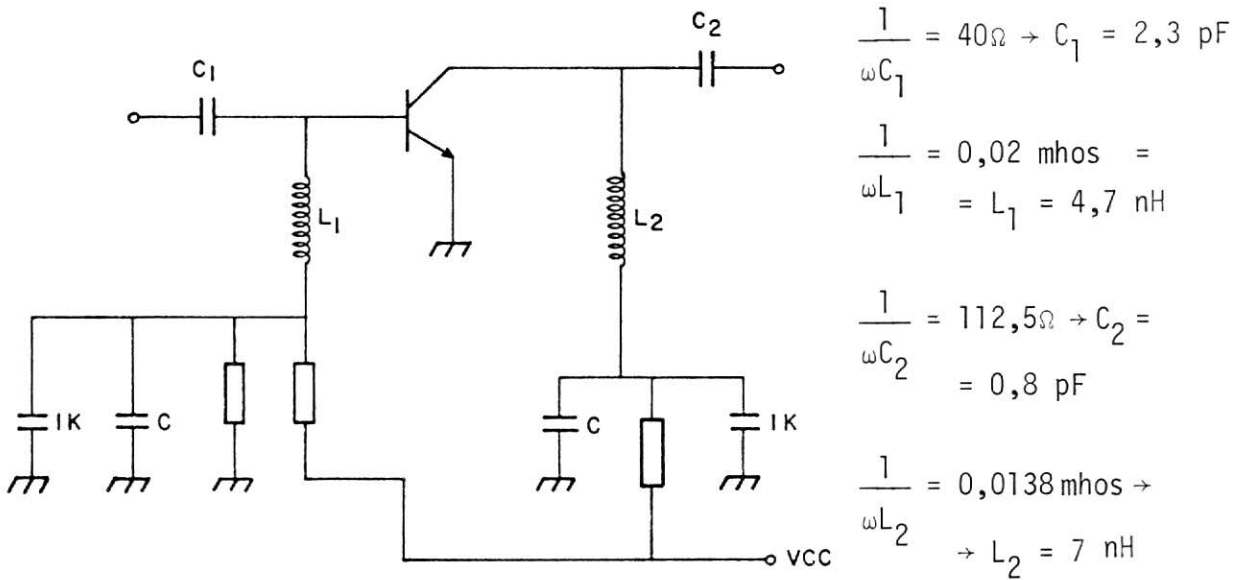 C1
C2
L1
L2
1K
C
C
1K
VCC
1/ωC1 = 40Ω → C1 = 2,3 pF
1/ωL1 = 0,02 mhos =
= L1 = 4,7 nH
1/ωC2 = 112,5Ω → C2 =
= 0,8 pF
1/ωL2 = 0,0138 mhos →
→ L2 = 7 nH